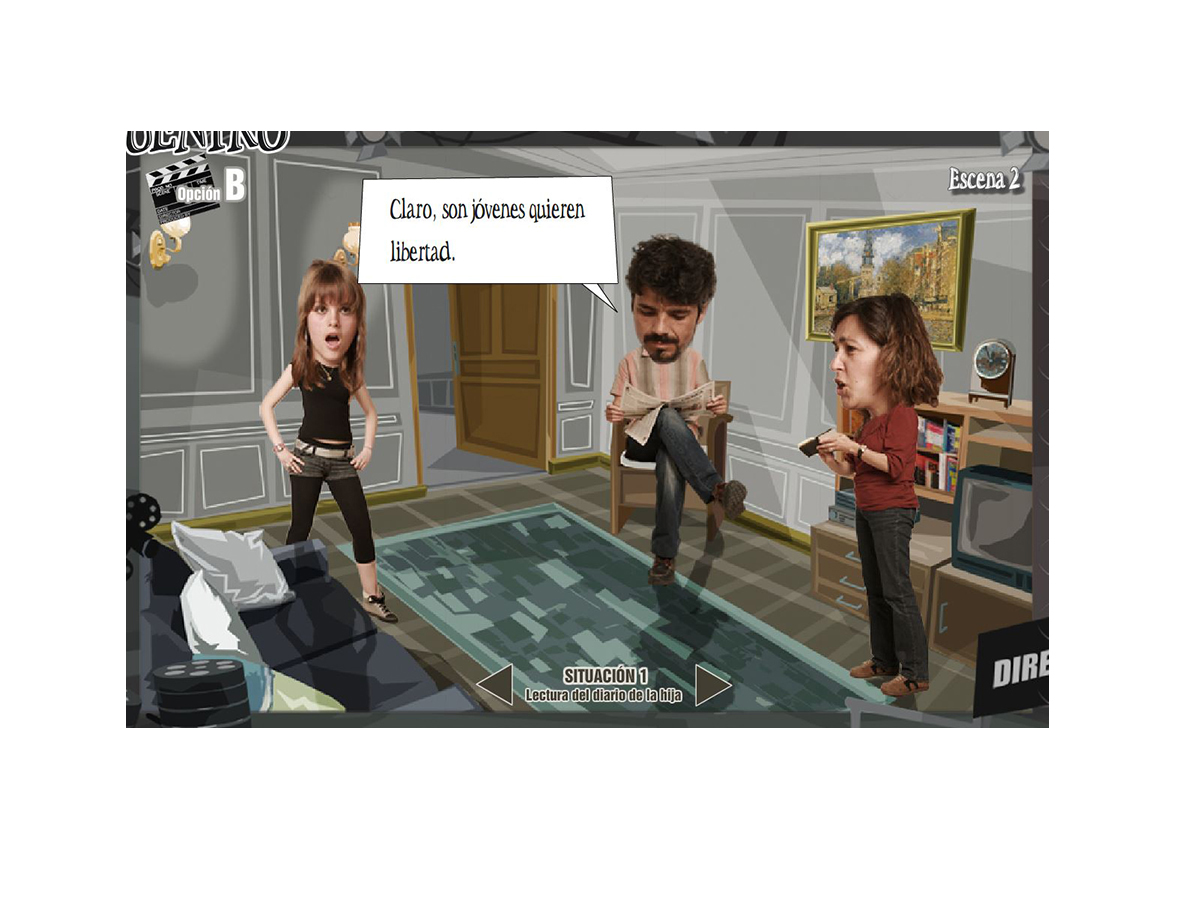 Opción B
Escena 2
Claro, son jóvenes quieren
libertad.
SITUACIÓN 1
Lectura del diario de la hija
DIRE